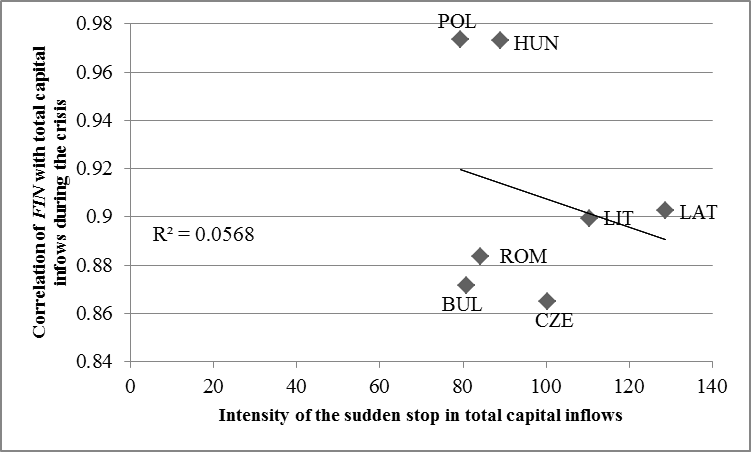 Correlation of FIN with total capital
infows during the crisis
0.98
0.96
0.94
0.92
0.9
0.88
0.86
0.84
POL
HUN
LIT
LAT
R² = 0.0568
ROM
BUL
CZE
0
20
40
60
80
100
120
140
Intensity of the sudden stop in total capital inflows